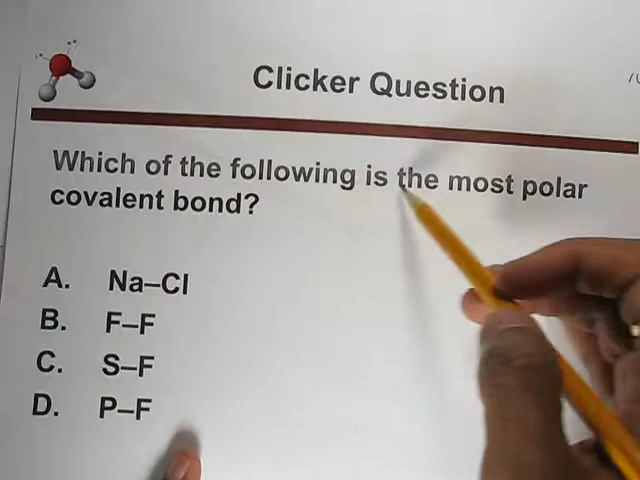 Clicker Question
Which of the following is the most polar
covalent bond?
A. Na–Cl
B. F–F
C. S–F
D. P–F